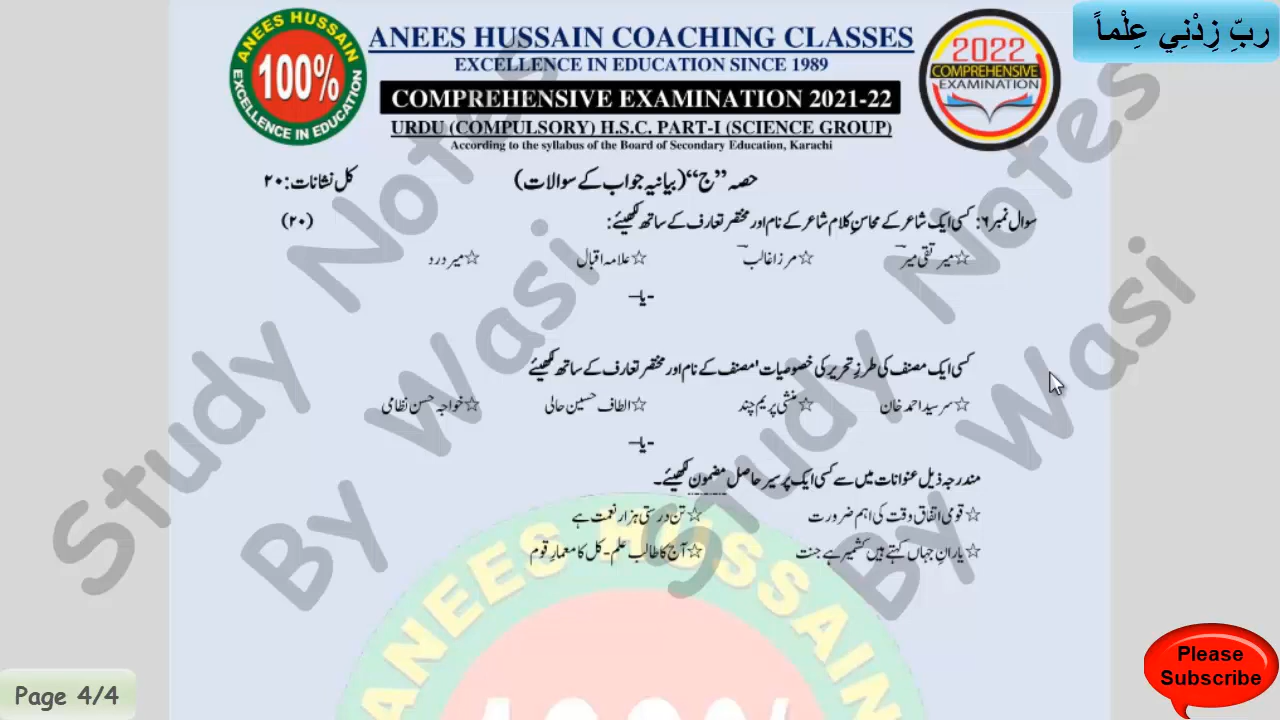 ANEES HUSSAIN
100%
EXCELLENCE IN EDUCATION
ANEES HUSSAIN COACHING CLASSES
EXCELLENCE IN EDUCATION SINCE 1989
COMPREHENSIVE EXAMINATION 2021-22
URDU (COMPULSORY) H.S.C. PART-I (SCIENCE GROUP)
According to the syllabus of the Board of Secondary Education, Karachi
2022
COMPREHENSIVE
EXAMINATION
ربِّ زِدْنِي عِلْماً
حصہ ”ج“ (بیانیہ جواب کے سوالات) کل نشانات: ۲۰
سوال نمبر ۶: کسی ایک شاعر کے محاسنِ کلام شاعر کے نام اور مختصر تعارف کے ساتھ لکھیئے: (۲۰)
☆ میر تقی میر ☆ مرزا غالب ☆ علامہ اقبال ☆ میر درد
-یا-
کسی ایک مصنف کی طرزِ تحریر کی خصوصیات' مصنف کے نام اور مختصر تعارف کے ساتھ لکھیئے
☆ سر سید احمد خان ☆ منشی پریم چند ☆ الطاف حسین حالی ☆ خواجہ حسن نظامی
-یا-
مندرجہ ذیل عنوانات میں سے کسی ایک پر سیر حاصل مضمون لکھیئے۔
☆ قومی اتفاق وقت کی اہم ضرورت ☆ تن درستی ہزار نعمت ہے
☆ یارانِ جہاں کہتے ہیں کشمیر ہے جنت ☆ آج کا طالب علم - کل کا معمارِ قوم
Study Notes
By Wasi
Study Notes
By Wasi
ANEES HUSSAIN
100%
Please
Subscribe
Page 4/4